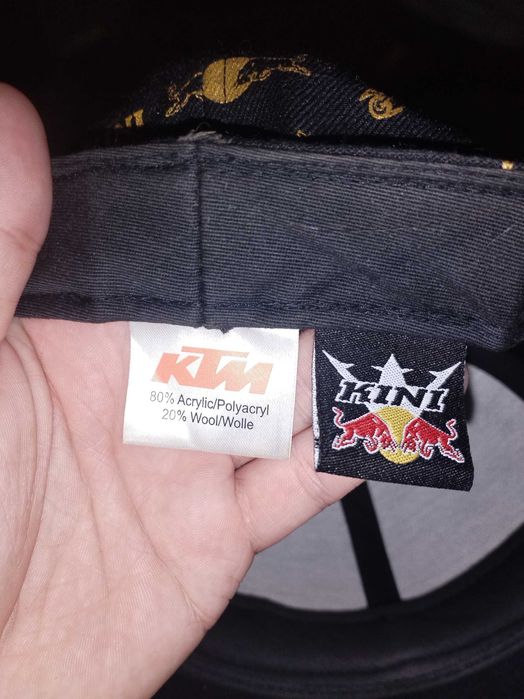 KTM
80% Acrylic/Polyacryl
20% Wool/Wolle
KINI